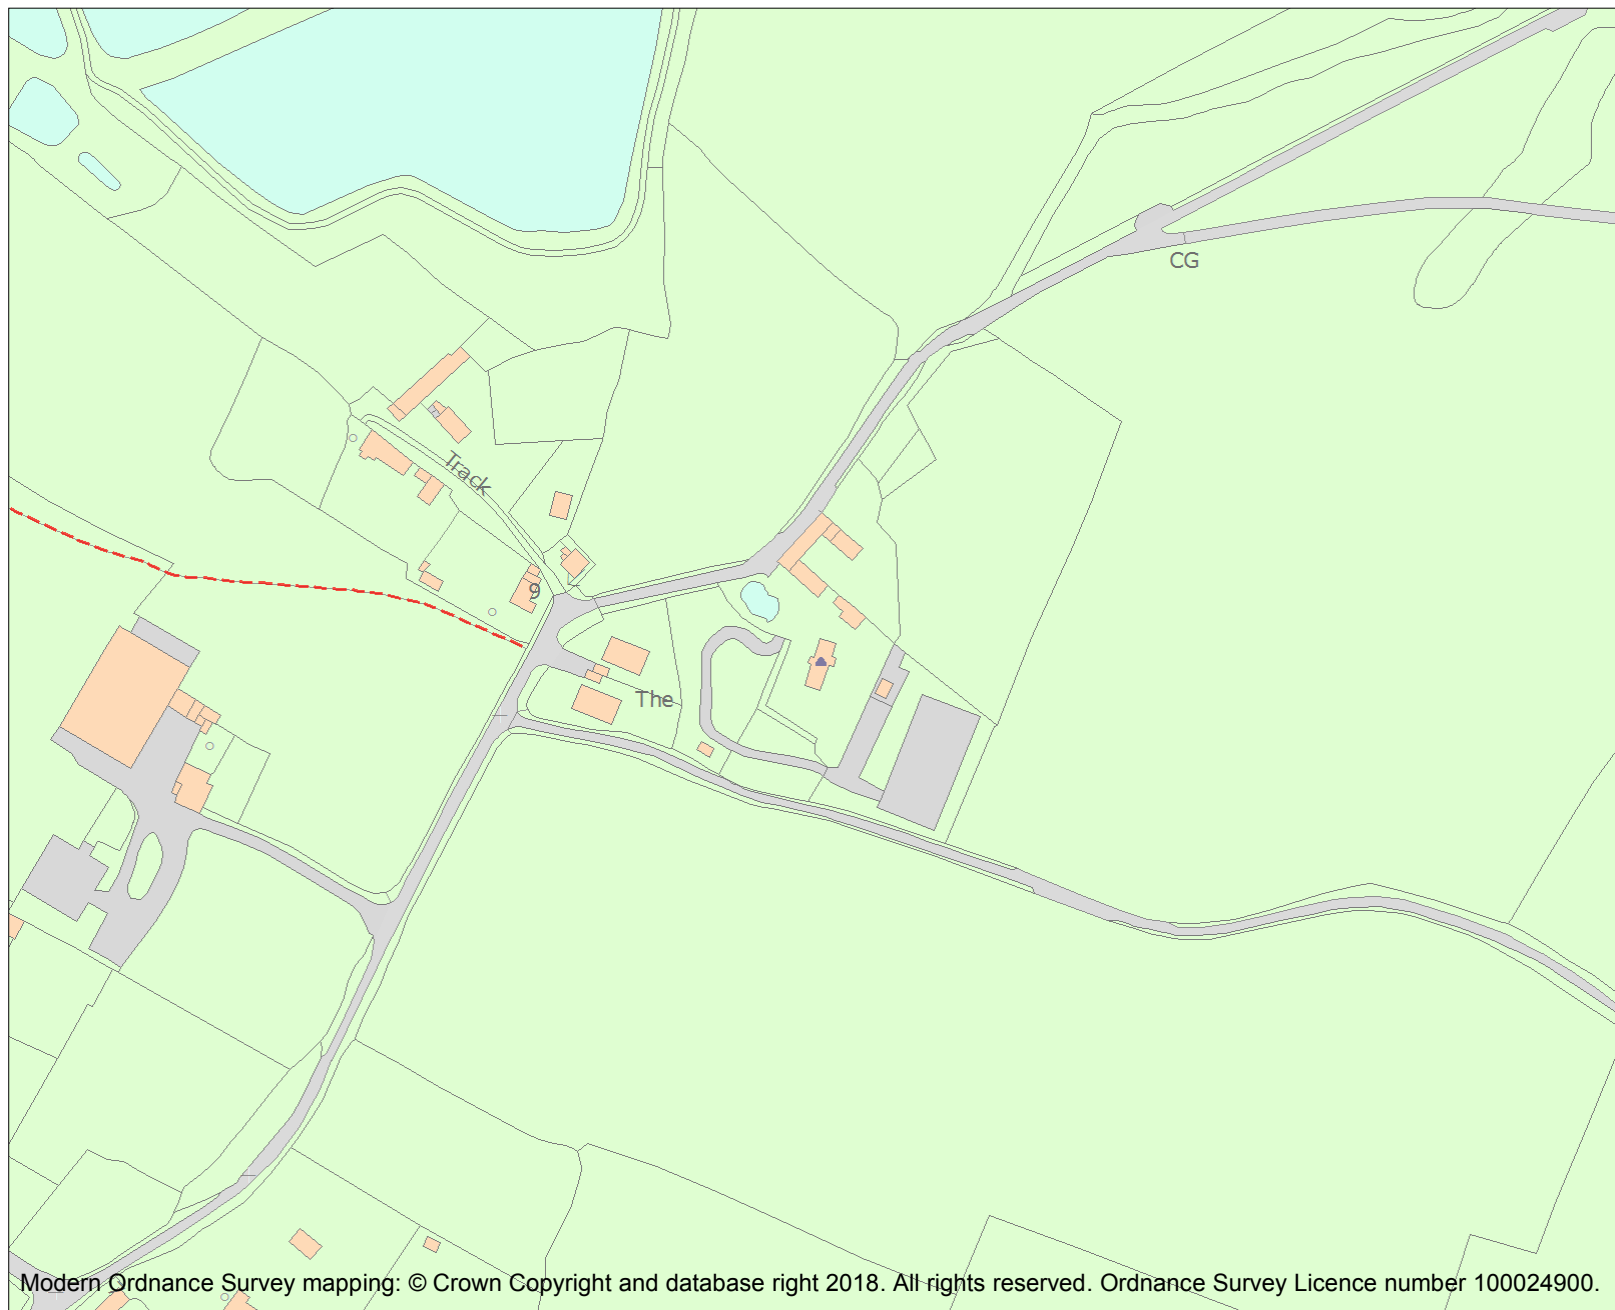 CG
Track
9
The
Modern Ordnance Survey mapping: © Crown Copyright and database right 2018. All rights reserved. Ordnance Survey Licence number 100024900.